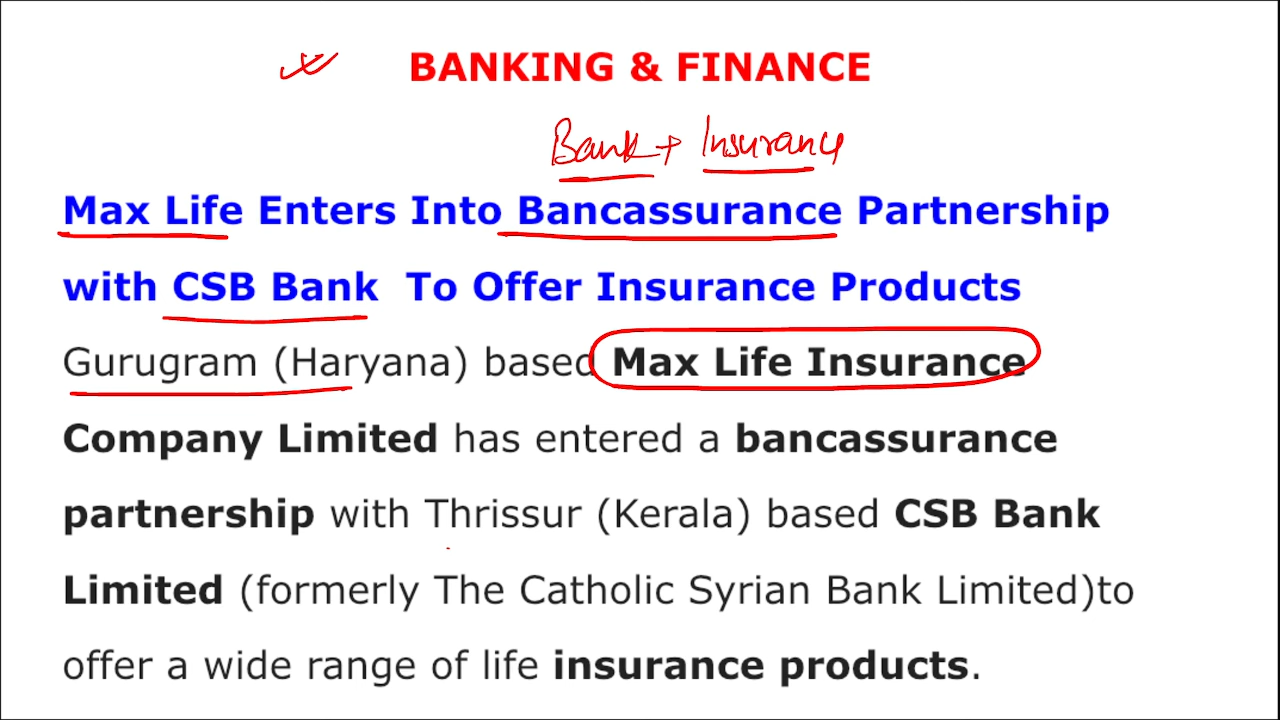 BANKING & FINANCE
Bank + Insurance
Max Life Enters Into Bancassurance Partnership
with CSB Bank To Offer Insurance Products
Gurugram (Haryana) based Max Life Insurance
Company Limited has entered a bancassurance
partnership with Thrissur (Kerala) based CSB Bank
Limited (formerly The Catholic Syrian Bank Limited)to
offer a wide range of life insurance products.